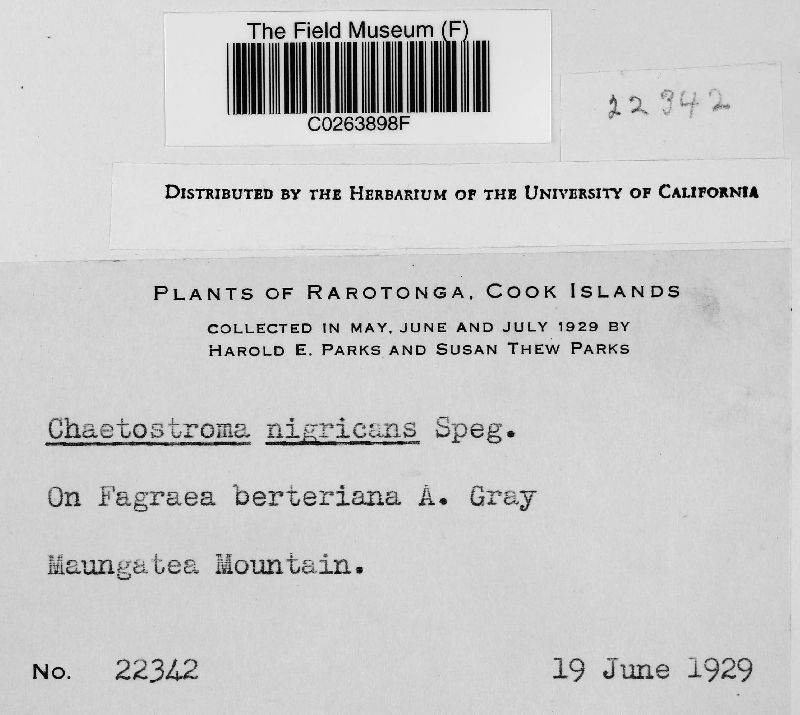 The Field Museum (F)
C0263898F
22342
DISTRIBUTED BY THE HERBARIUM OF THE UNIVERSITY OF CALIFORNIA
PLANTS OF RAROTONGA, COOK ISLANDS
COLLECTED IN MAY, JUNE AND JULY 1929 BY
HAROLD E. PARKS AND SUSAN THEW PARKS
Chaetostroma nigricans Speg.
On Fagraea berteriana A. Gray
Maungatea Mountain.
No. 22342 19 June 1929